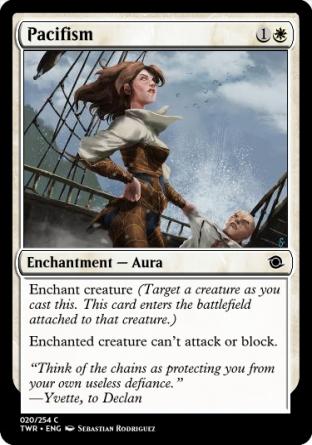 Pacifism 1
Enchantment — Aura
Enchant creature (Target a creature as you
cast this. This card enters the battlefield
attached to that creature.)
Enchanted creature can’t attack or block.
“Think of the chains as protecting you from
your own useless defiance.”
—Yvette, to Declan
020/254 C
TWR • ENG Sebastian Rodriguez